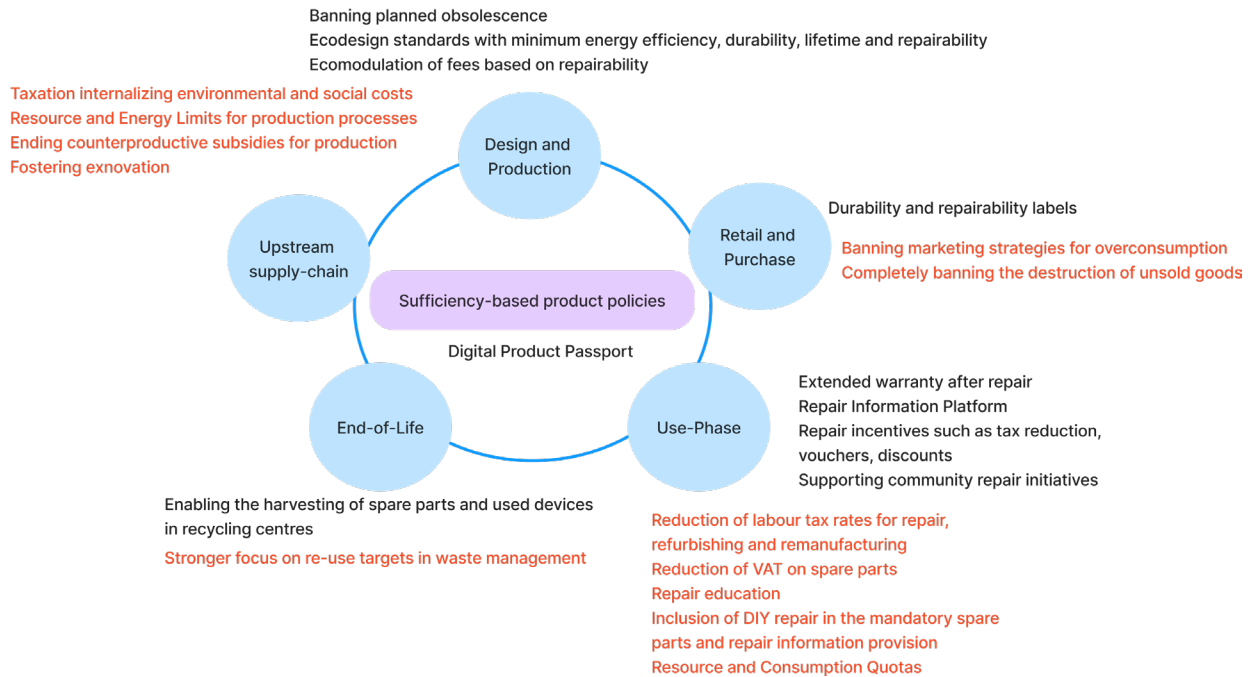 Banning planned obsolescence
Ecodesign standards with minimum energy efficiency, durability, lifetime and repairability
Ecomodulation of fees based on repairability
Taxation internalizing environmental and social costs
Resource and Energy Limits for production processes
Ending counterproductive subsidies for production
Fostering exnovation
Design and
Production
Upstream
supply-chain
Retail and
Purchase
Durability and repairability labels
Banning marketing strategies for overconsumption
Completely banning the destruction of unsold goods
Sufficiency-based product policies
Digital Product Passport
End-of-Life
Use-Phase
Extended warranty after repair
Repair Information Platform
Repair incentives such as tax reduction,
vouchers, discounts
Supporting community repair initiatives
Enabling the harvesting of spare parts and used devices
in recycling centres
Stronger focus on re-use targets in waste management
Reduction of labour tax rates for repair,
refurbishing and remanufacturing
Reduction of VAT on spare parts
Repair education
Inclusion of DIY repair in the mandatory spare
parts and repair information provision
Resource and Consumption Quotas